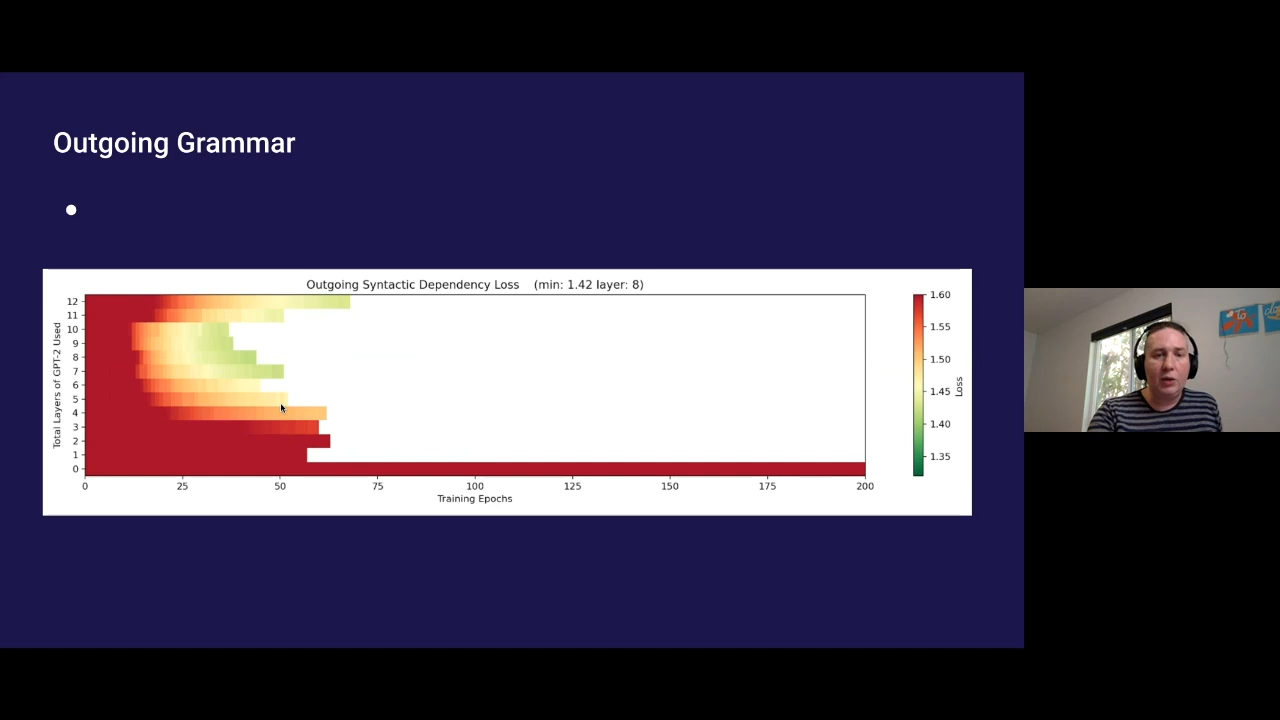 Outgoing Grammar
Outgoing Syntactic Dependency Loss (min: 1.42 layer: 8)
Total Layers of GPT-2 Used
12
11
10
9
8
7
6
5
4
3
2
1
0
0 25 50 75 100 125 150 175 200
Training Epochs
1.60
1.55
1.50
1.45
1.40
1.35
Loss
To